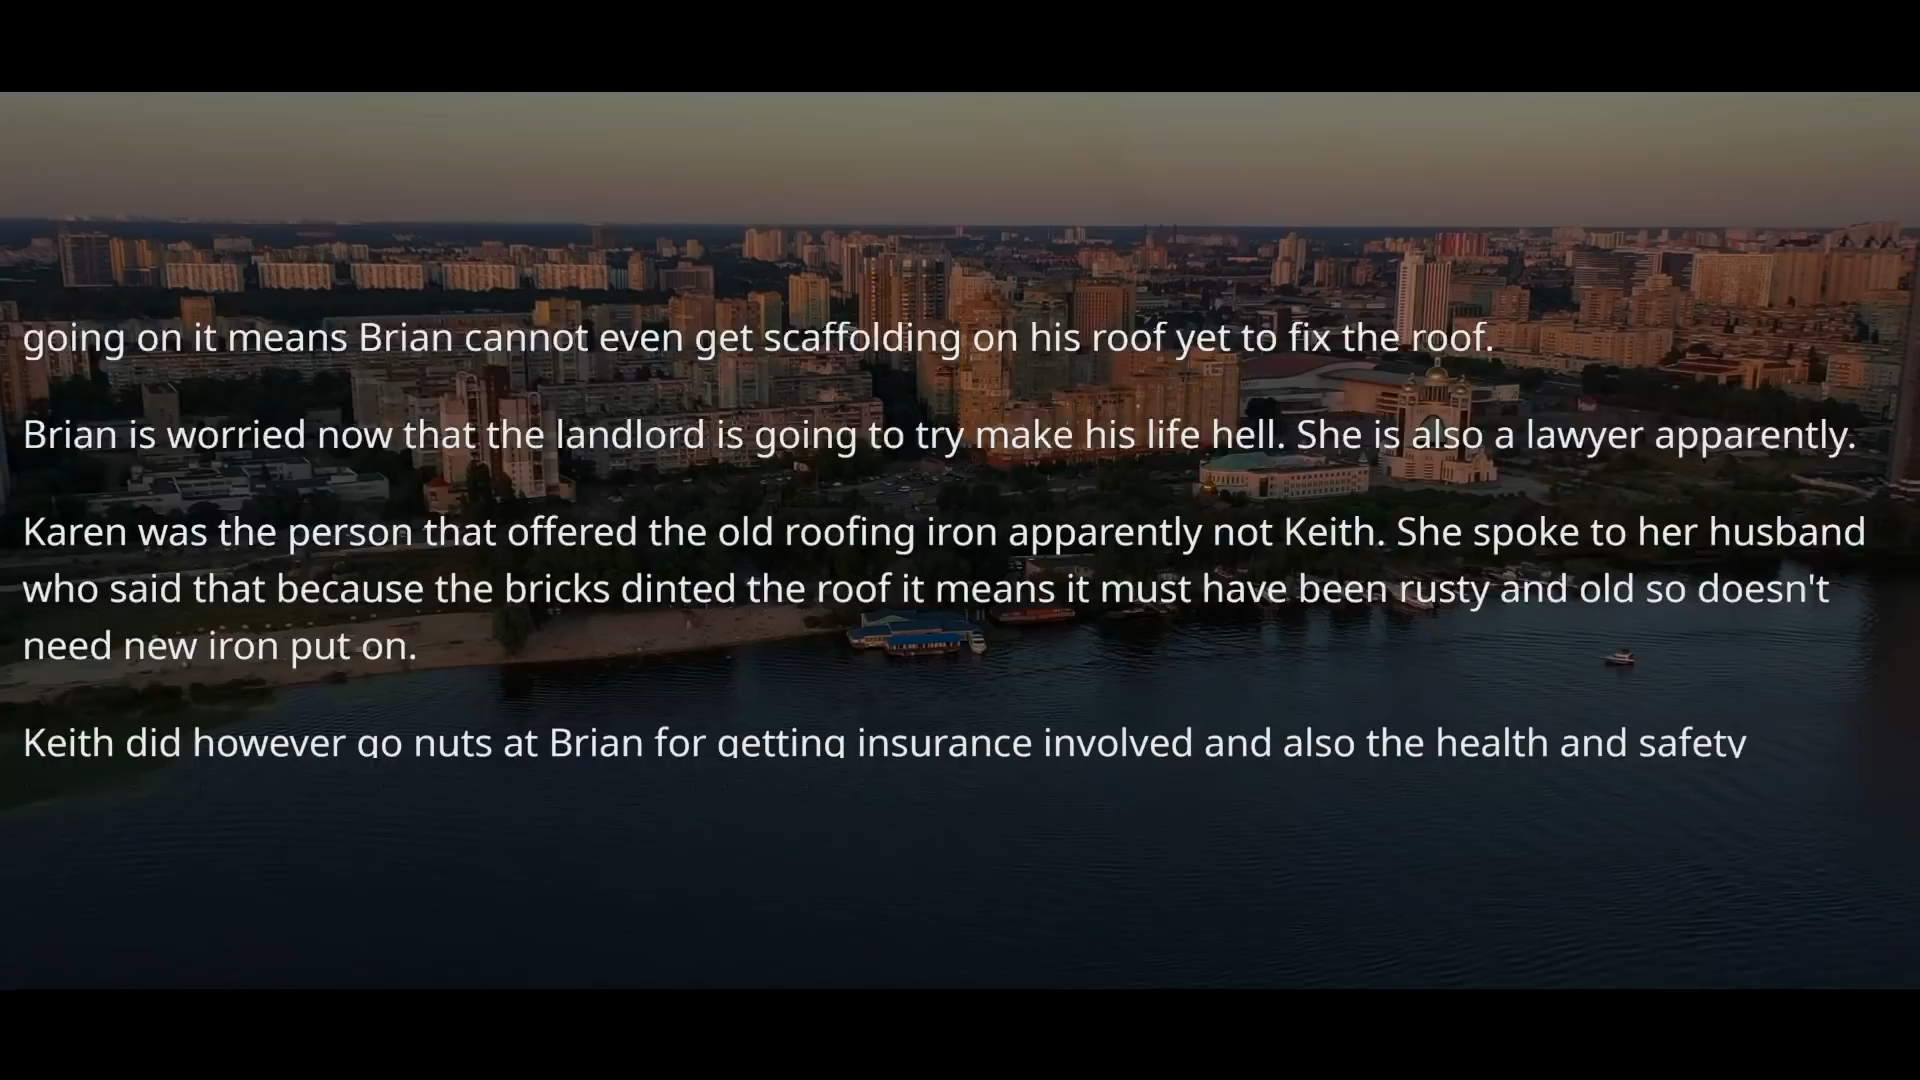 going on it means Brian cannot even get scaffolding on his roof yet to fix the roof.
Brian is worried now that the landlord is going to try make his life hell. She is also a lawyer apparently.
Karen was the person that offered the old roofing iron apparently not Keith. She spoke to her husband
who said that because the bricks dinted the roof it means it must have been rusty and old so doesn't
need new iron put on.
Keith did however go nuts at Brian for getting insurance involved and also the health and safety